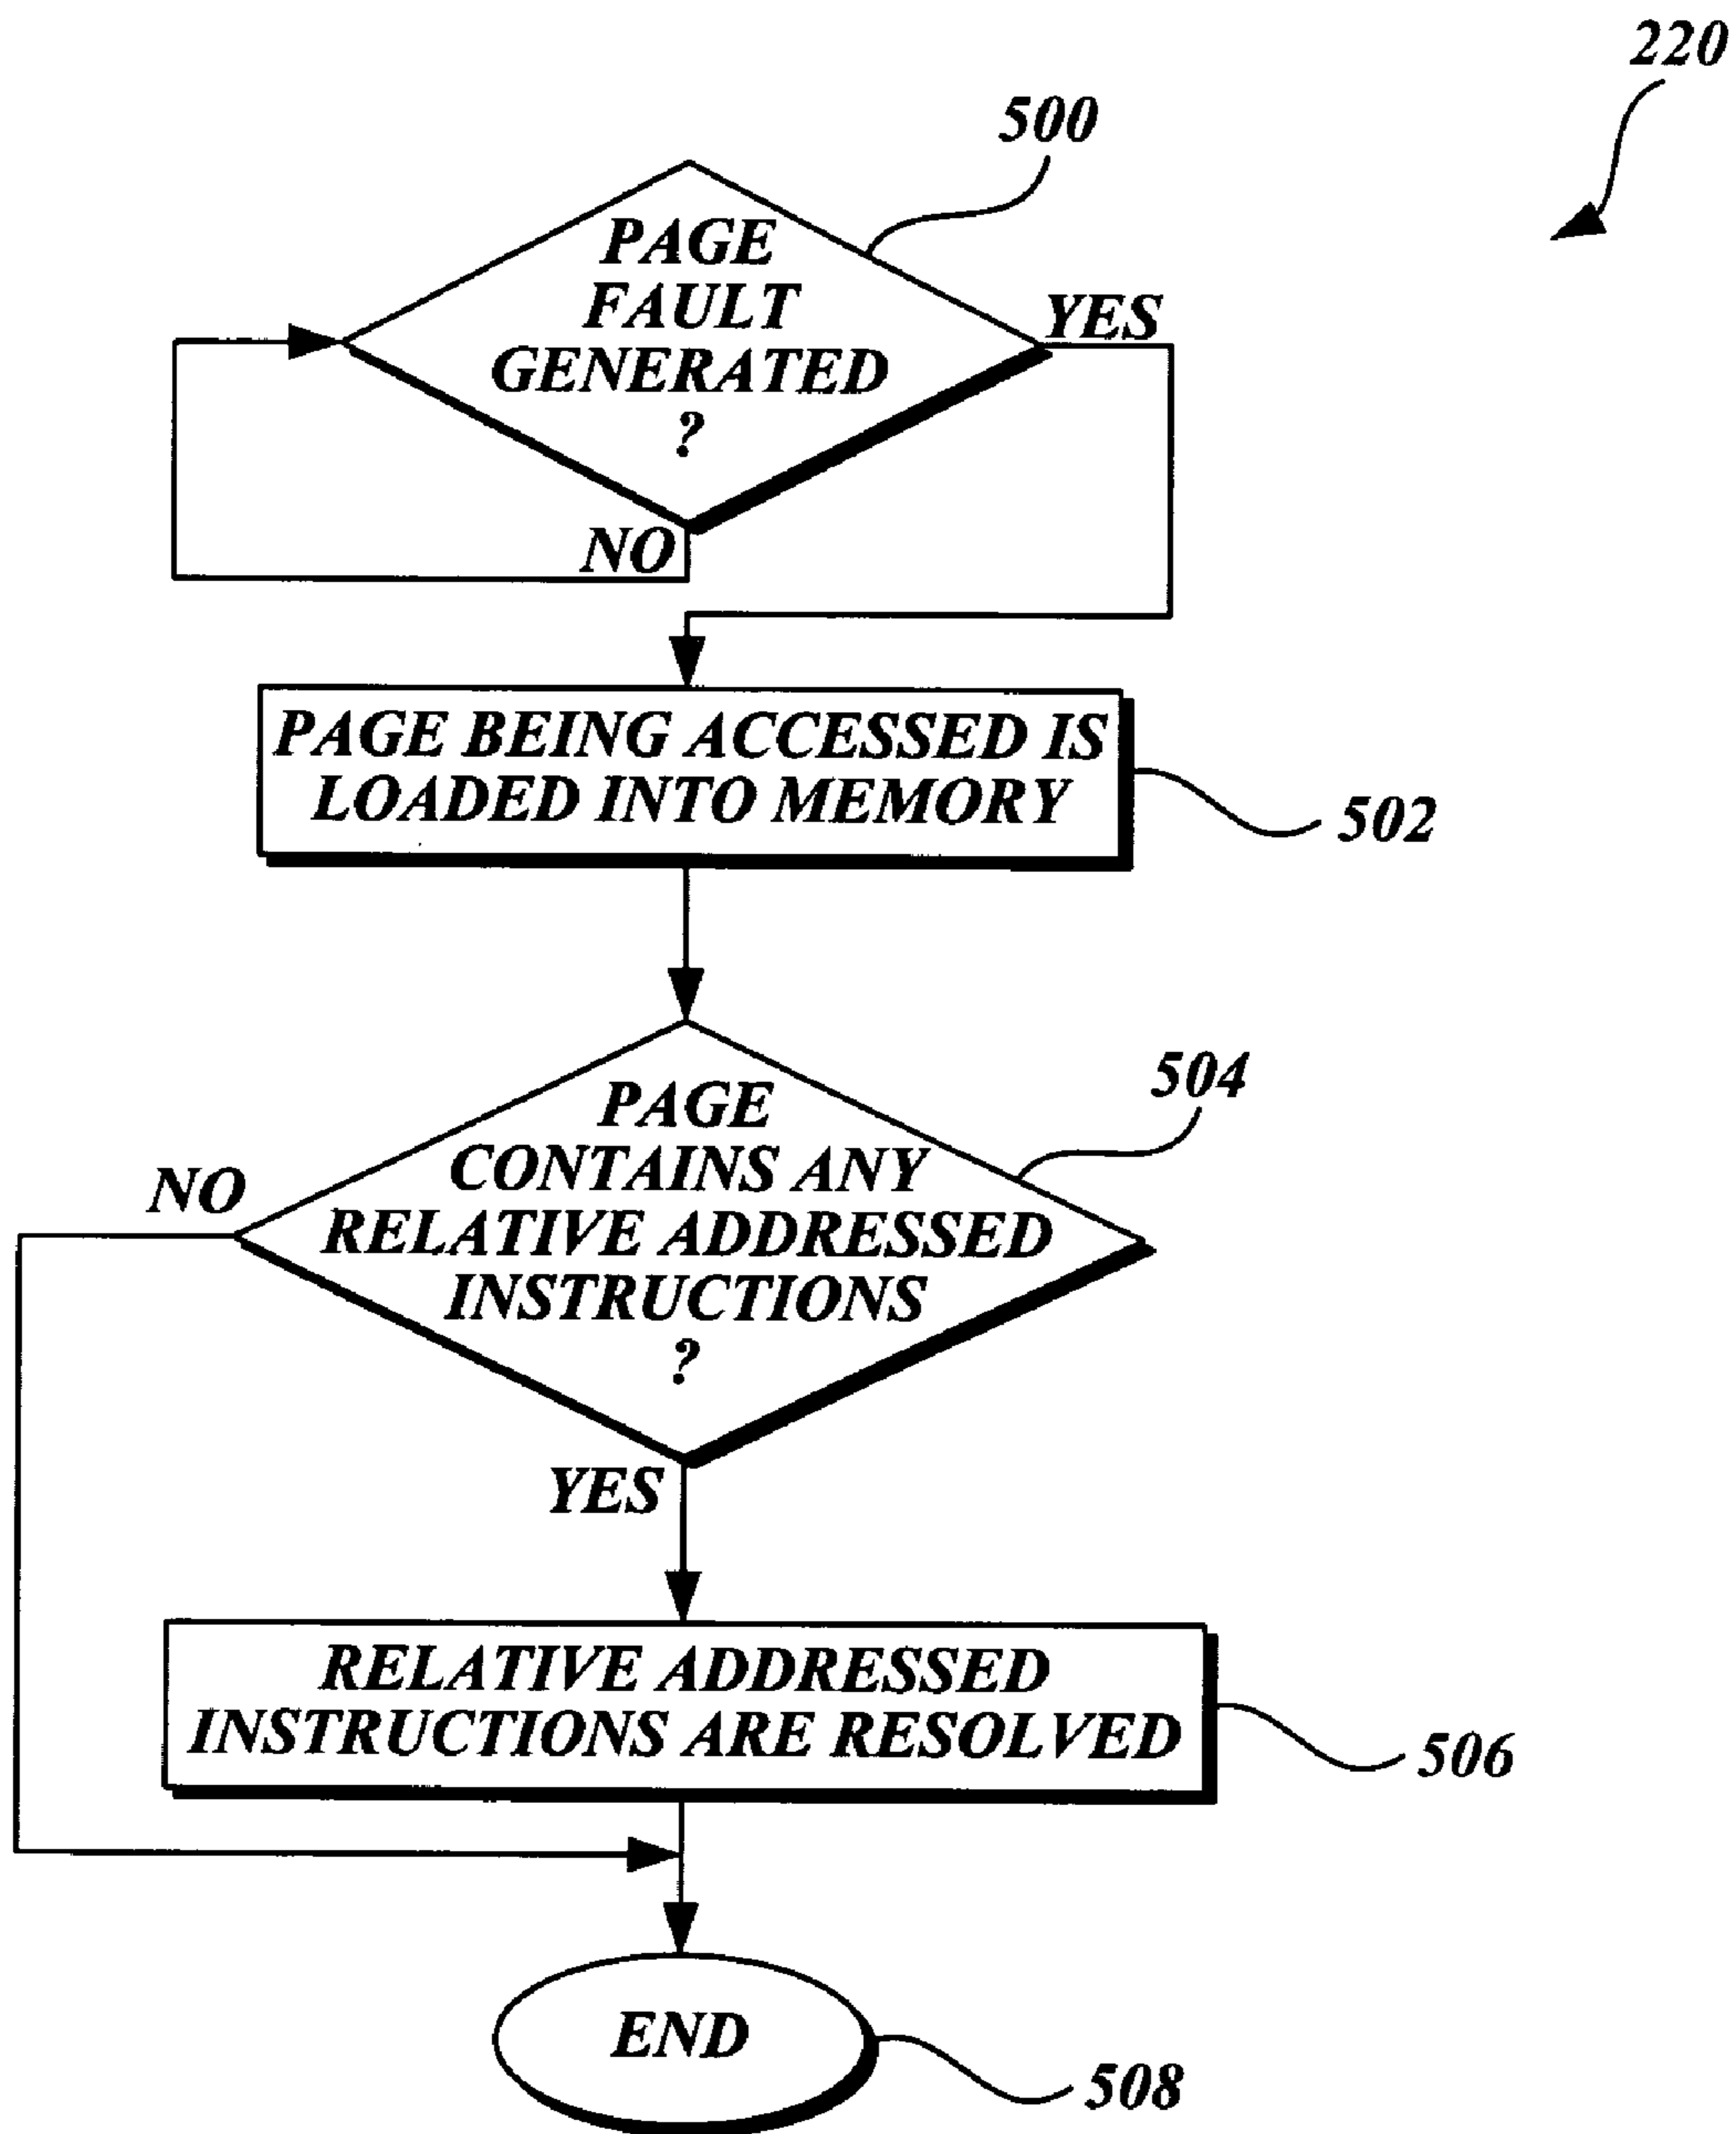 220
500
PAGE
FAULT
GENERATED
?
YES
NO
PAGE BEING ACCESSED IS
LOADED INTO MEMORY
502
504
PAGE
CONTAINS ANY
RELATIVE ADDRESSED
INSTRUCTIONS
?
NO
YES
RELATIVE ADDRESSED
INSTRUCTIONS ARE RESOLVED
506
END
508